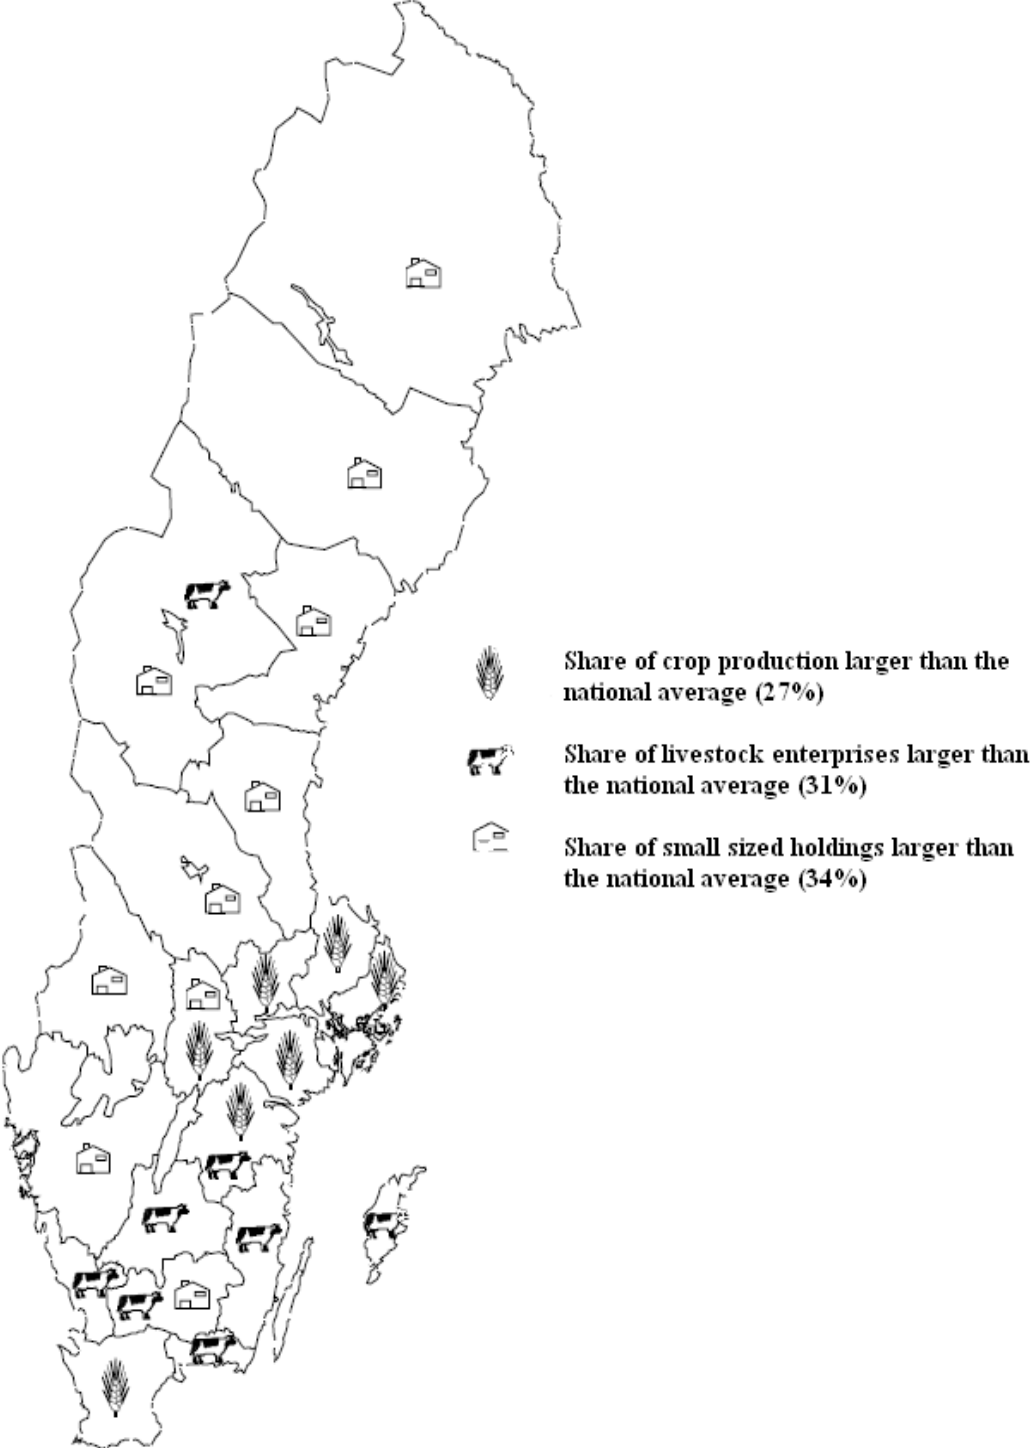 Share of crop production larger than the
national average (27%)
Share of livestock enterprises larger than
the national average (31%)
Share of small sized holdings larger than
the national average (34%)